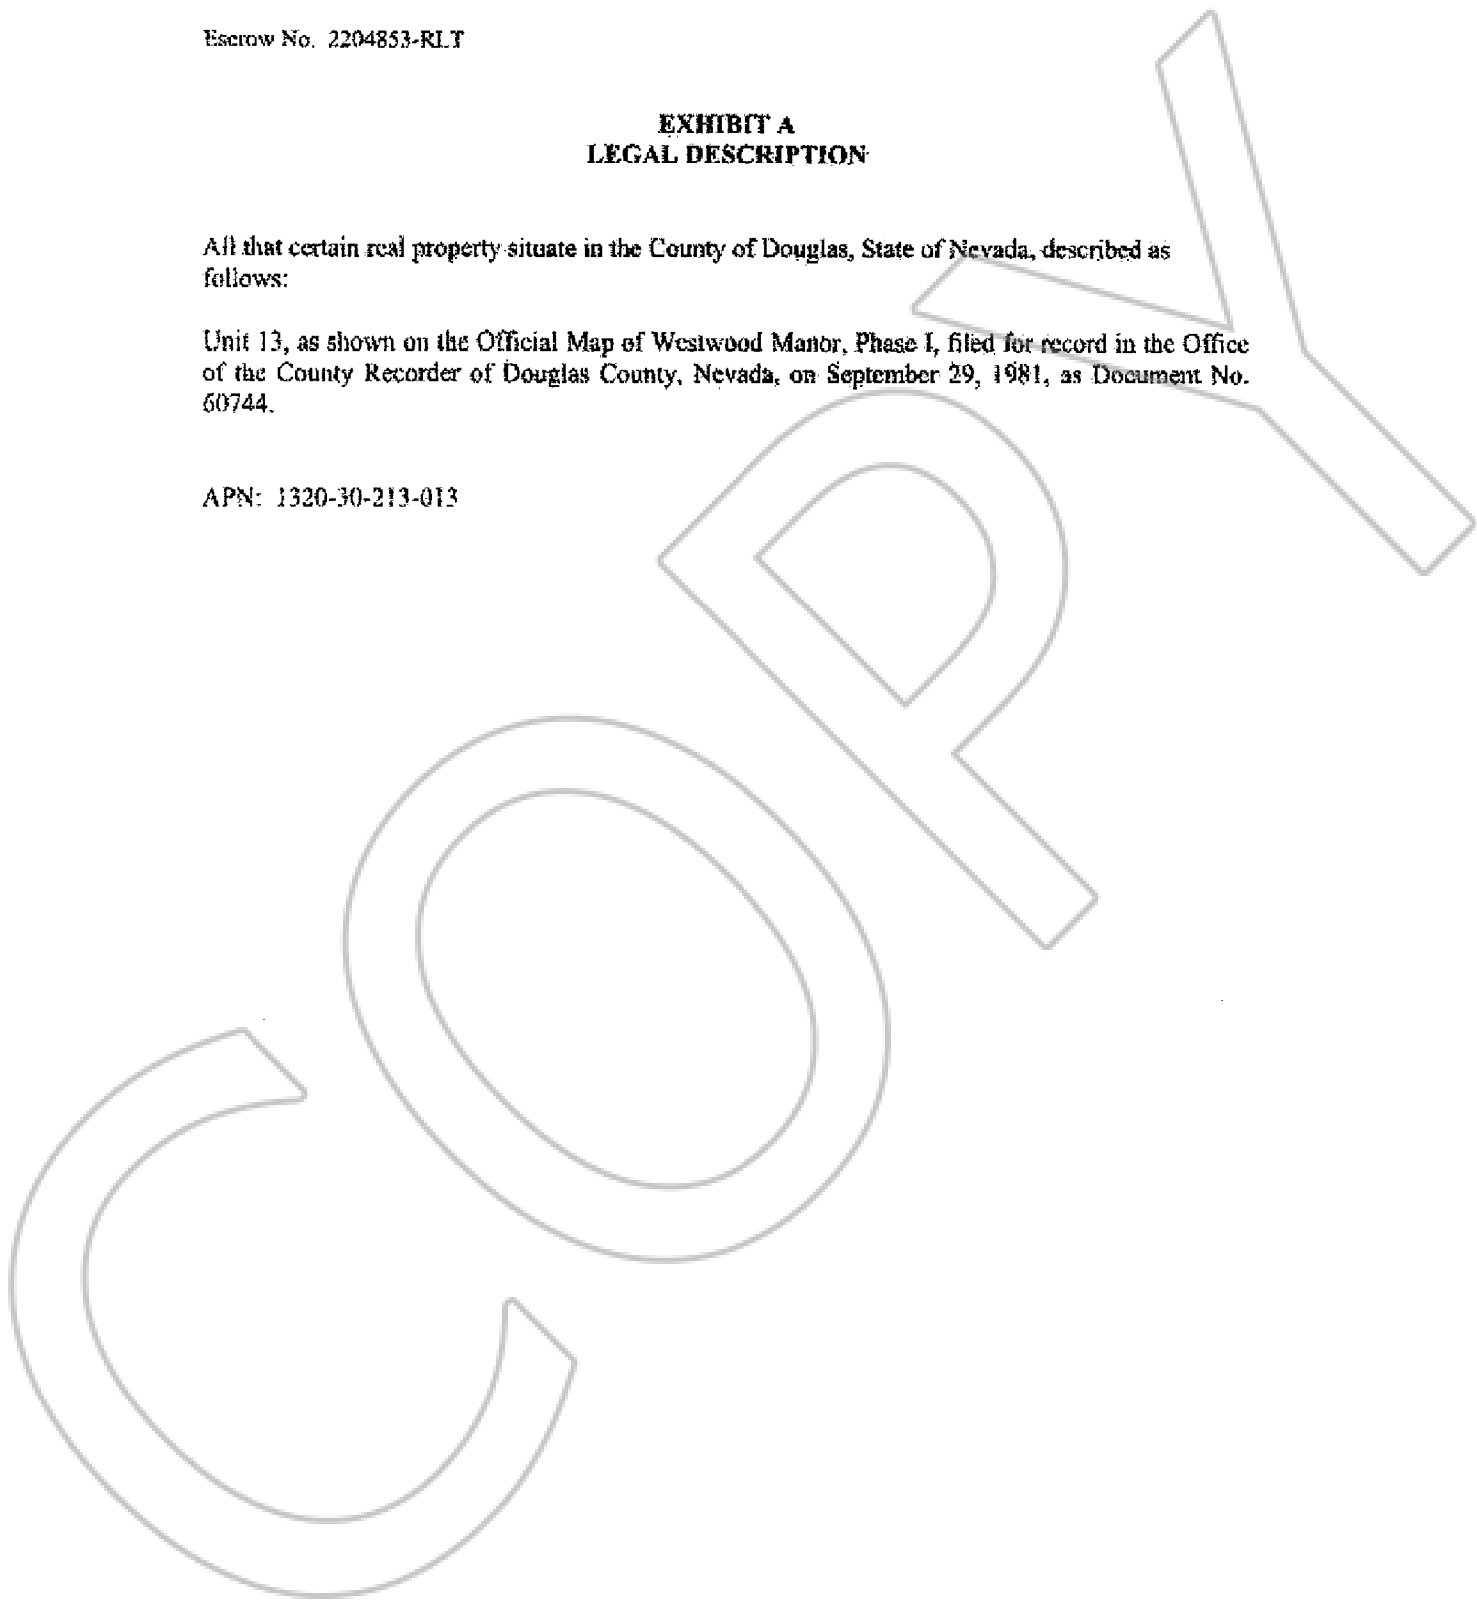 Escrow No. 2204853-RLT
EXHIBIT A
LEGAL DESCRIPTION
All that certain real property situate in the County of Douglas, State of Nevada, described as
follows:
Unit 13, as shown on the Official Map of Westwood Manor, Phase I, filed for record in the Office
of the County Recorder of Douglas County, Nevada, on September 29, 1981, as Document No.
60744.
APN: 1320-30-213-013
COPY